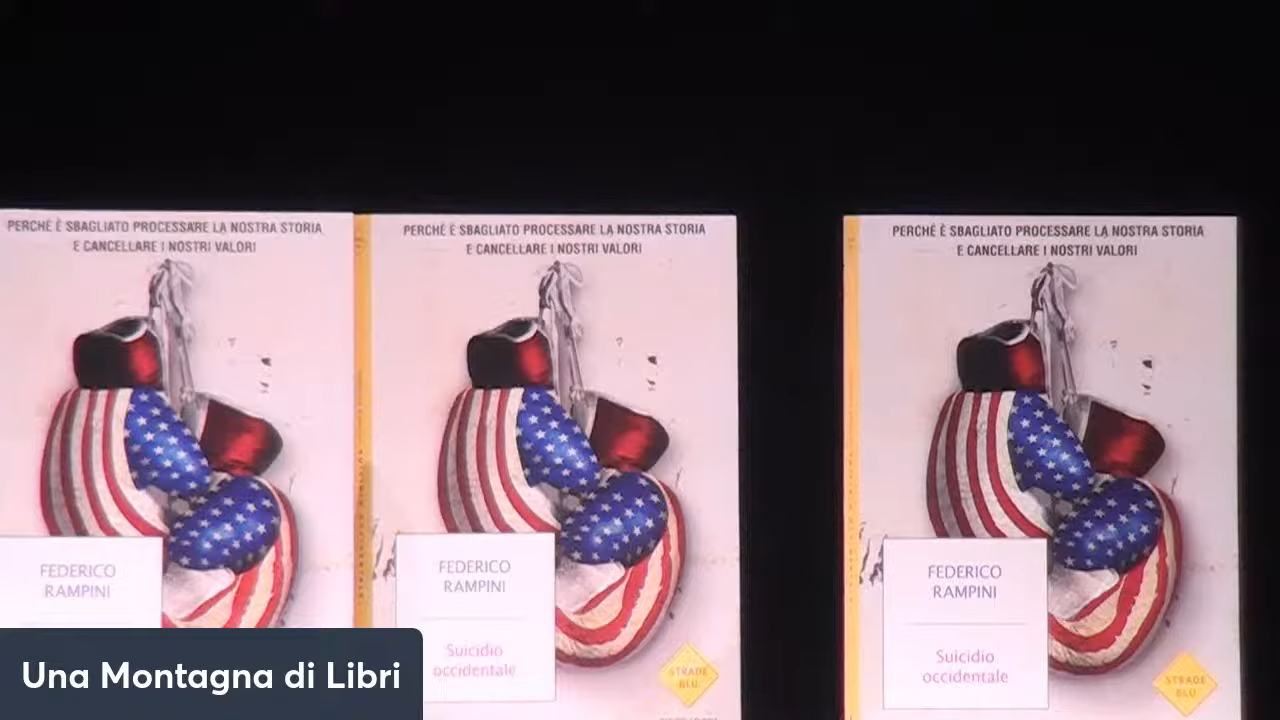 PERCHÉ È SBAGLIATO PROCESSARE LA NOSTRA STORIA
E CANCELLARE I NOSTRI VALORI
FEDERICO
RAMPINI
PERCHÉ È SBAGLIATO PROCESSARE LA NOSTRA STORIA
E CANCELLARE I NOSTRI VALORI
FEDERICO
RAMPINI
Suicidio
occidentale
STRADE
BLU
PERCHÉ È SBAGLIATO PROCESSARE LA NOSTRA STORIA
E CANCELLARE I NOSTRI VALORI
FEDERICO
RAMPINI
Suicidio
occidentale
STRADE
BLU
Una Montagna di Libri